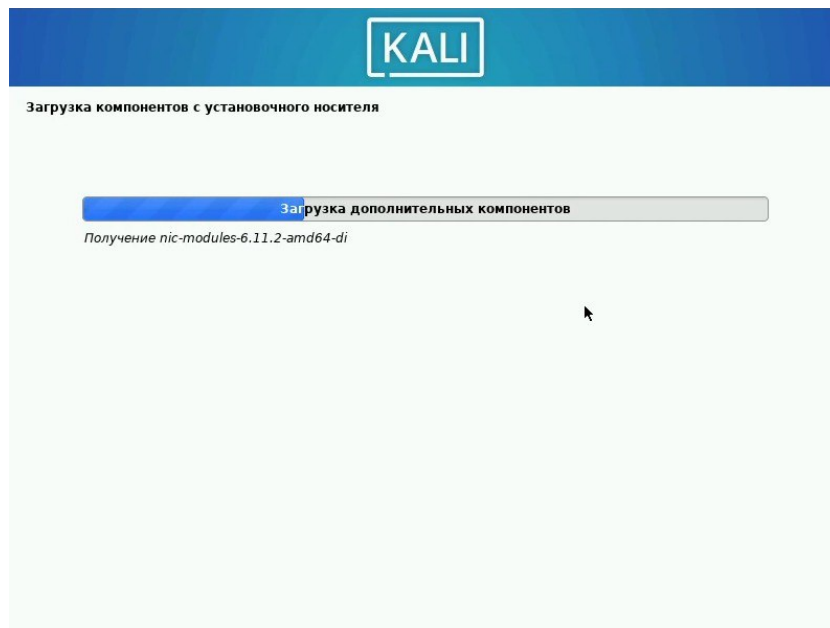 KALI
Загрузка компонентов с установочного носителя
Загрузка дополнительных компонентов
Получение nic-modules-6.11.2-amd64-di